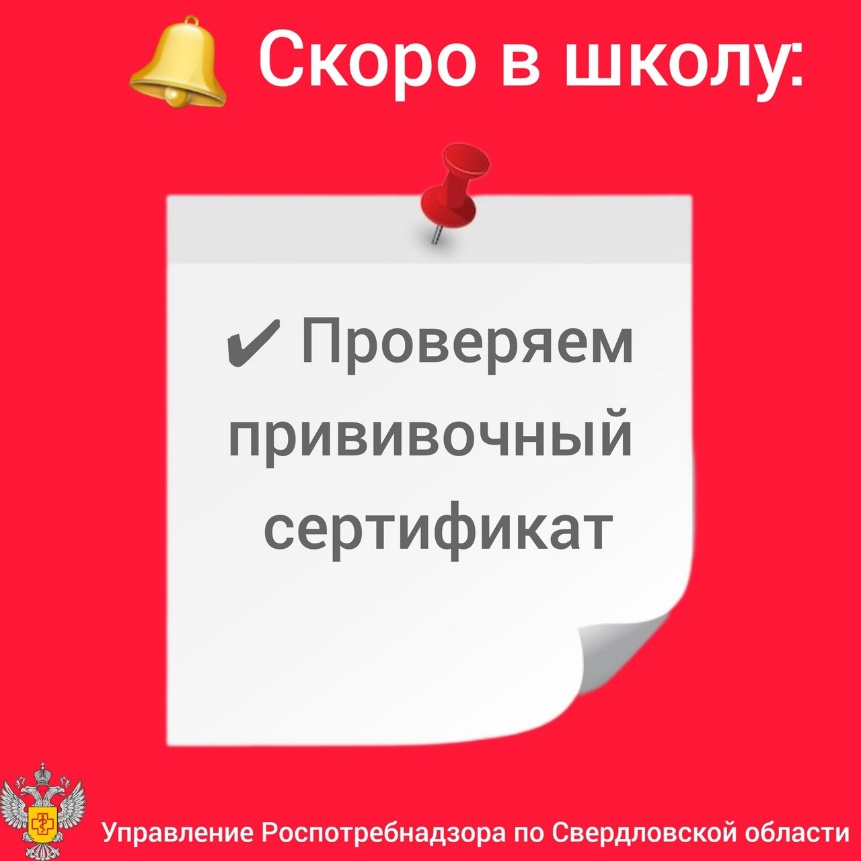 Скоро в школу:
✔ Проверяем
прививочный
сертификат
Управление Роспотребнадзора по Свердловской области